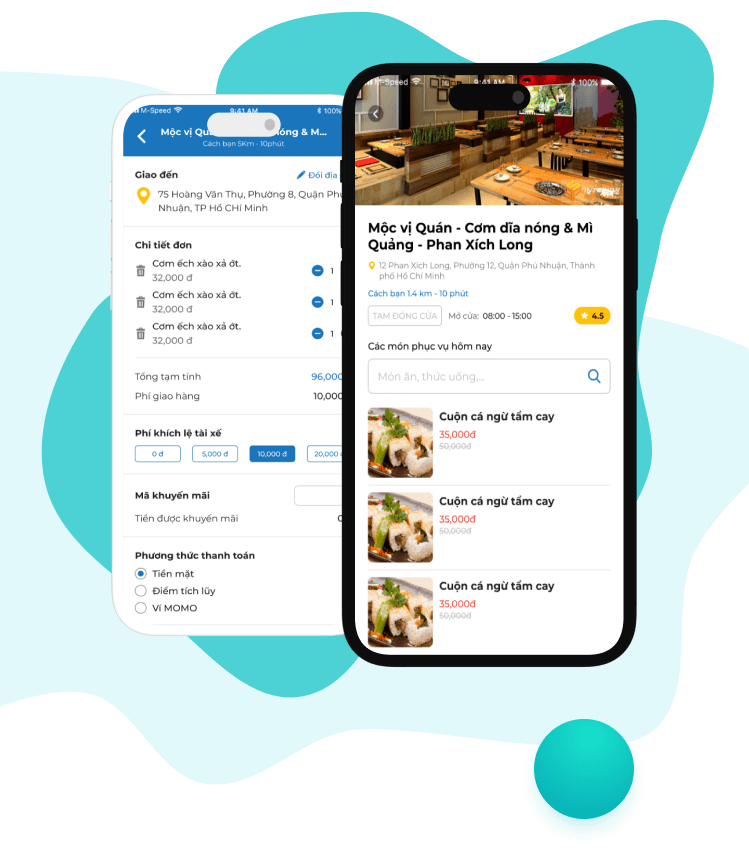 M-Speed
9:41 AM
100%
Mộc vị Qu
nóng & M...
Cách bạn 5Km - 10phút
Giao đến
Đổi địa
75 Hoàng Văn Thụ, Phường 8, Quận Phú
Nhuận, TP Hồ CHí Minh
Chi tiết đơn
Cơm ếch xào xả ớt.
32,000 đ
1
Cơm ếch xào xả ớt.
32,000 đ
1
Cơm ếch xào xả ớt.
32,000 đ
1
Tổng tạm tính
96,000
Phí giao hàng
10,000
Phí khích lệ tài xế
0 đ
5,000 đ
10,000 đ
20,000
Mã khuyến mãi
Tiền được khuyến mãi
0
Phương thức thanh toán
Tiền mặt
Điểm tích lũy
Ví MOMO
M-Speed
9:41 AM
100%
Mộc vị Quán - Cơm dĩa nóng & Mì
Quảng - Phan Xích Long
12 Phan Xích Long, Phường 12, Quận Phú Nhuận, Thành
phố Hồ Chí Minh
Cách bạn 1.4 km - 10 phút
TẠM ĐÓNG CỬA
Mở cửa: 08:00 - 15:00
4.5
Các món phục vụ hôm nay
Món ăn, thức uống,...
Cuộn cá ngừ tẩm cay
35,000đ
50,000đ
Cuộn cá ngừ tẩm cay
35,000đ
50,000đ
Cuộn cá ngừ tẩm cay
35,000đ
50,000đ